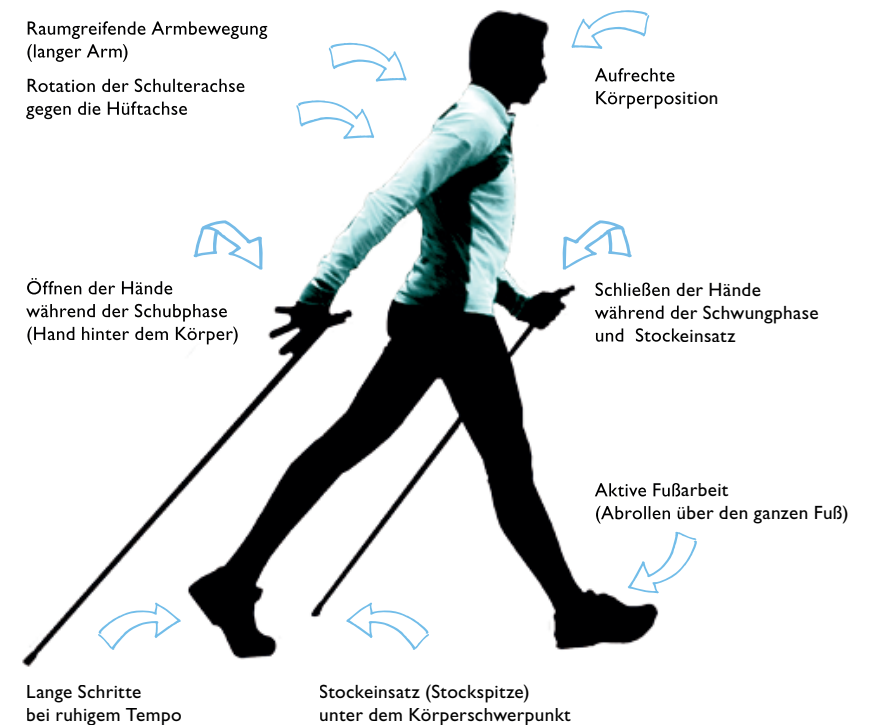 Raumgreifende Armbewegung
(langer Arm)
Rotation der Schulterachse
gegen die Hüftachse
Aufrechte
Körperposition
Öffnen der Hände
während der Schubphase
(Hand hinter dem Körper)
Schließen der Hände
während der Schwungphase
und  Stockeinsatz
Aktive Fußarbeit
(Abrollen über den ganzen Fuß)
Lange Schritte
bei ruhigem Tempo
Stockeinsatz (Stockspitze)
unter dem Körperschwerpunkt